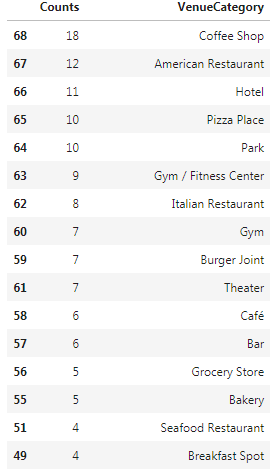 Counts VenueCategory
68 18 Coffee Shop
67 12 American Restaurant
66 11 Hotel
65 10 Pizza Place
64 10 Park
63 9 Gym / Fitness Center
62 8 Italian Restaurant
60 7 Gym
59 7 Burger Joint
61 7 Theater
58 6 Café
57 6 Bar
56 5 Grocery Store
55 5 Bakery
51 4 Seafood Restaurant
49 4 Breakfast Spot